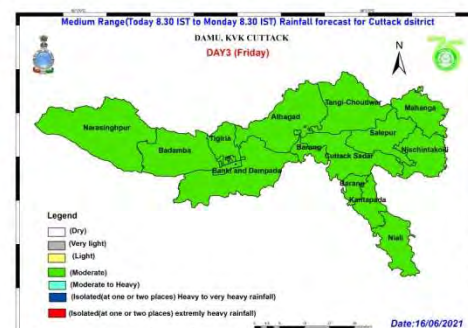 Medium Range(Today 8.30 IST to Monday 8.30 IST) Rainfall forecast for Cuttack dsitrict
DAMU, KVK CUTTACK
DAY3 (Friday)
N
75
Narasinghpur
Badamba
Tigiria
Athagad
Tangi-Choudwar
Mahanga
Salepur
Nischintakoili
Barang
Cuttack Sadar
Banki and Dampada
Barang
Kantapada
Niali
Legend
(Dry)
(Very light)
(Light)
(Moderate)
(Moderate to Heavy)
(Isolated(at one or two places) Heavy to very heavy rainfall)
(Isolated(at one or two places) extremly heavy rainfall)
Date:16/06/2021